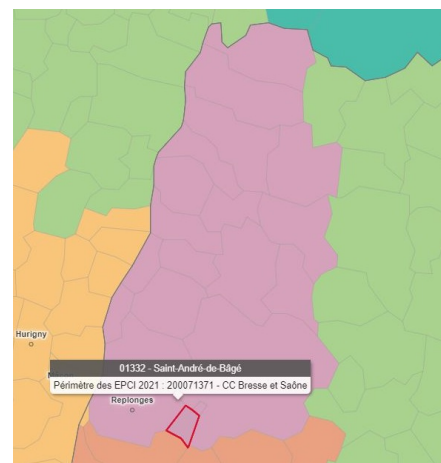 Hurigny
01332 - Saint-André-de-Bâgé
Périmètre des EPCI 2021 : 200071371 - CC Bresse et Saône
Replonges